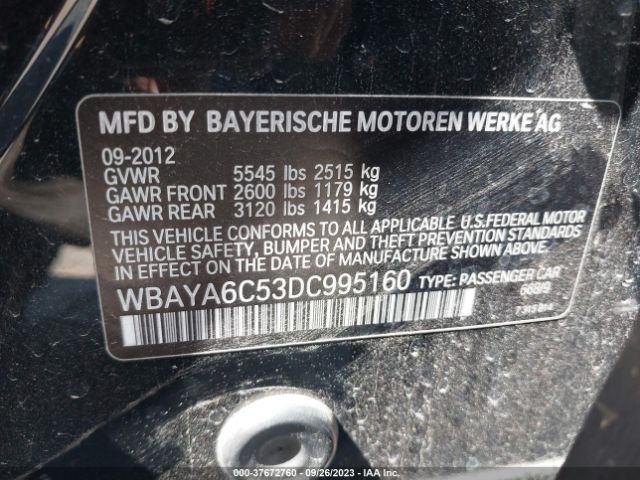 MFD BY BAYERISCHE MOTOREN WERKE AG
09-2012
GVWR 5545 lbs 2515 kg
GAWR FRONT 2600 lbs 1179 kg
GAWR REAR 3120 lbs 1415 kg
THIS VEHICLE CONFORMS TO ALL APPLICABLE U.S.FEDERAL MOTOR
VEHICLE SAFETY, BUMPER AND THEFT PREVENTION STANDARDS
IN EFFECT ON THE DATE OF MANUFACTURE SHOWN ABOVE.
WBAYA6C53DC995160 TYPE: PASSENGER CAR
000-37672760 - 09/26/2023 - IAA Inc.